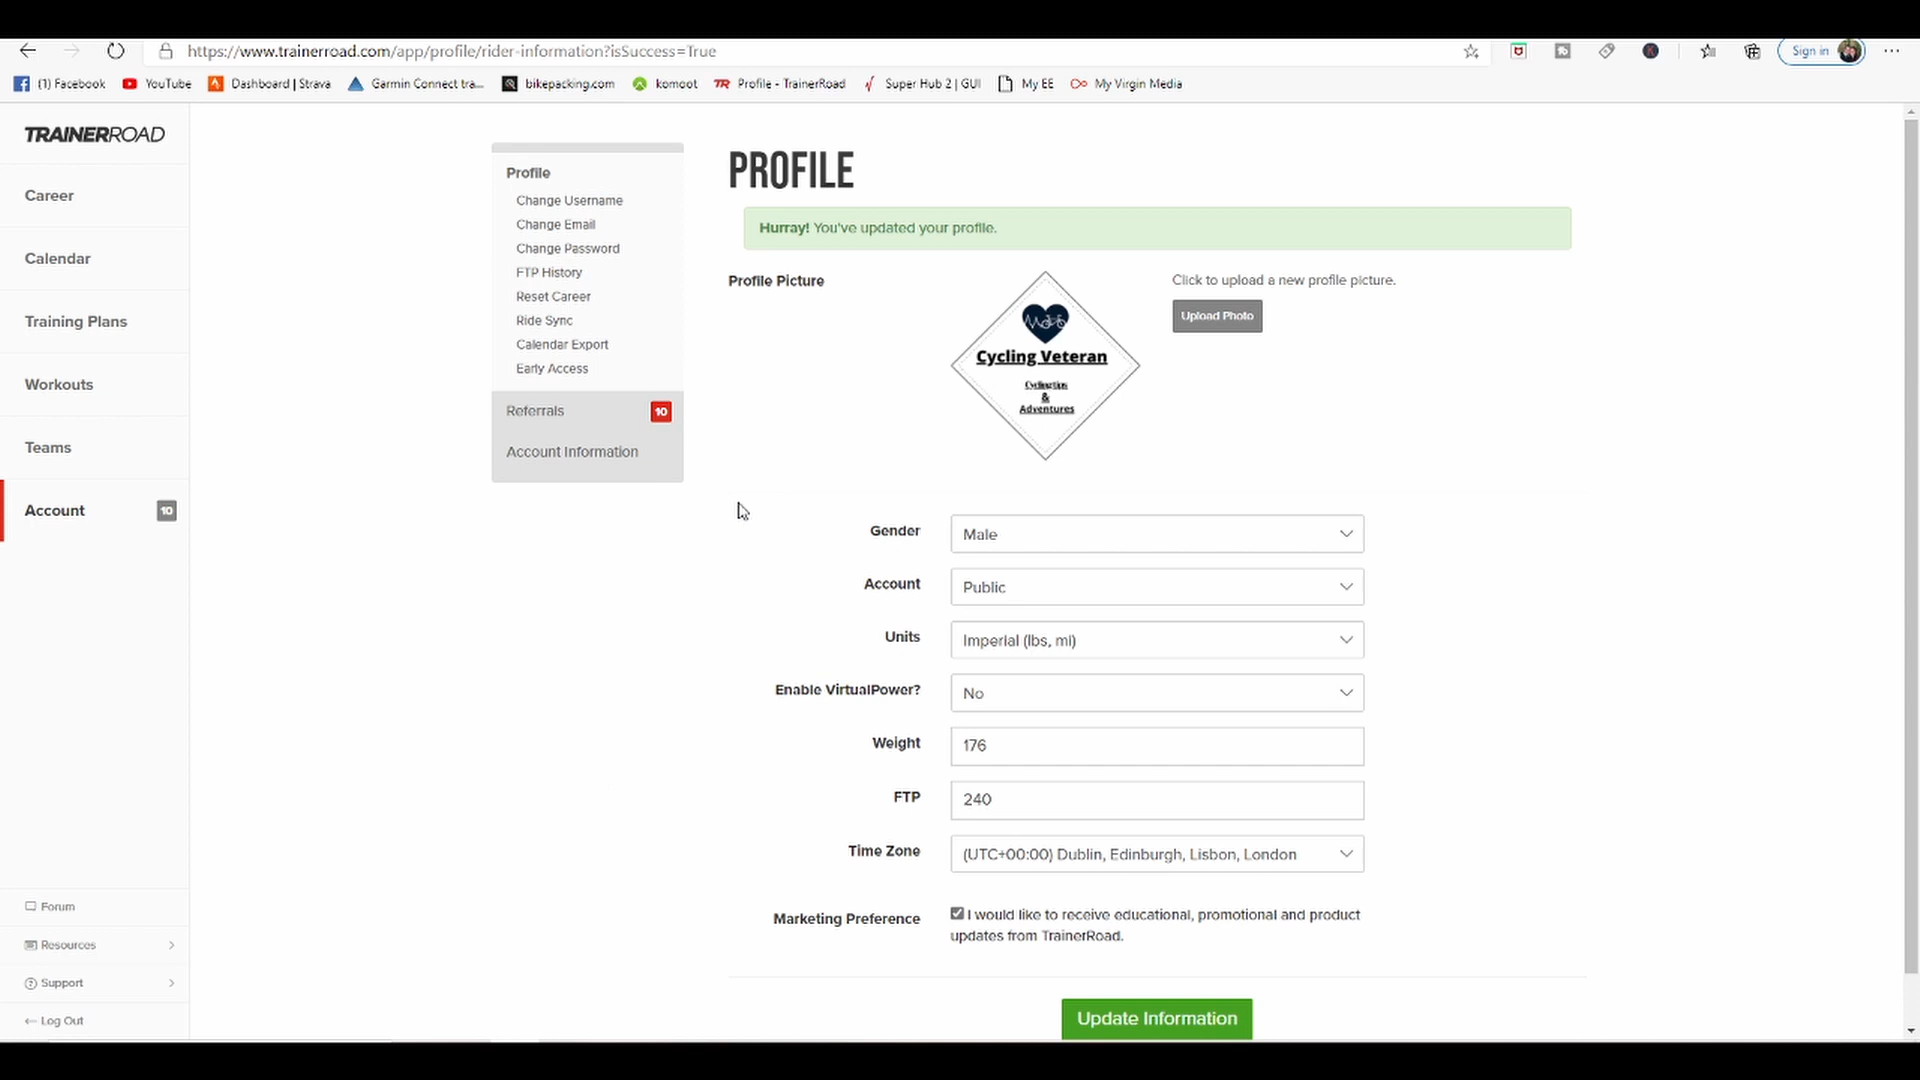 https://www.trainerroad.com/app/profile/rider-information?isSuccess=True
Sign in
(1) Facebook
YouTube
Dashboard | Strava
Garmin Connect tra...
bikepacking.com
komoot
TR Profile - TrainerRoad
Super Hub 2 | GUI
My EE
My Virgin Media
TRAINERROAD
Career
Calendar
Training Plans
Workouts
Teams
Account 10
Forum
Resources
Support
Log Out
Profile
Change Username
Change Email
Change Password
FTP History
Reset Career
Ride Sync
Calendar Export
Early Access
Referrals 10
Account Information
PROFILE
Hurray! You've updated your profile.
Profile Picture
Cycling Veteran
&
Adventures
Click to upload a new profile picture.
Upload Photo
Gender Male
Account Public
Units Imperial (lbs, mi)
Enable VirtualPower? No
Weight 176
FTP 240
Time Zone (UTC+00:00) Dublin, Edinburgh, Lisbon, London
Marketing Preference I would like to receive educational, promotional and product
updates from TrainerRoad.
Update Information